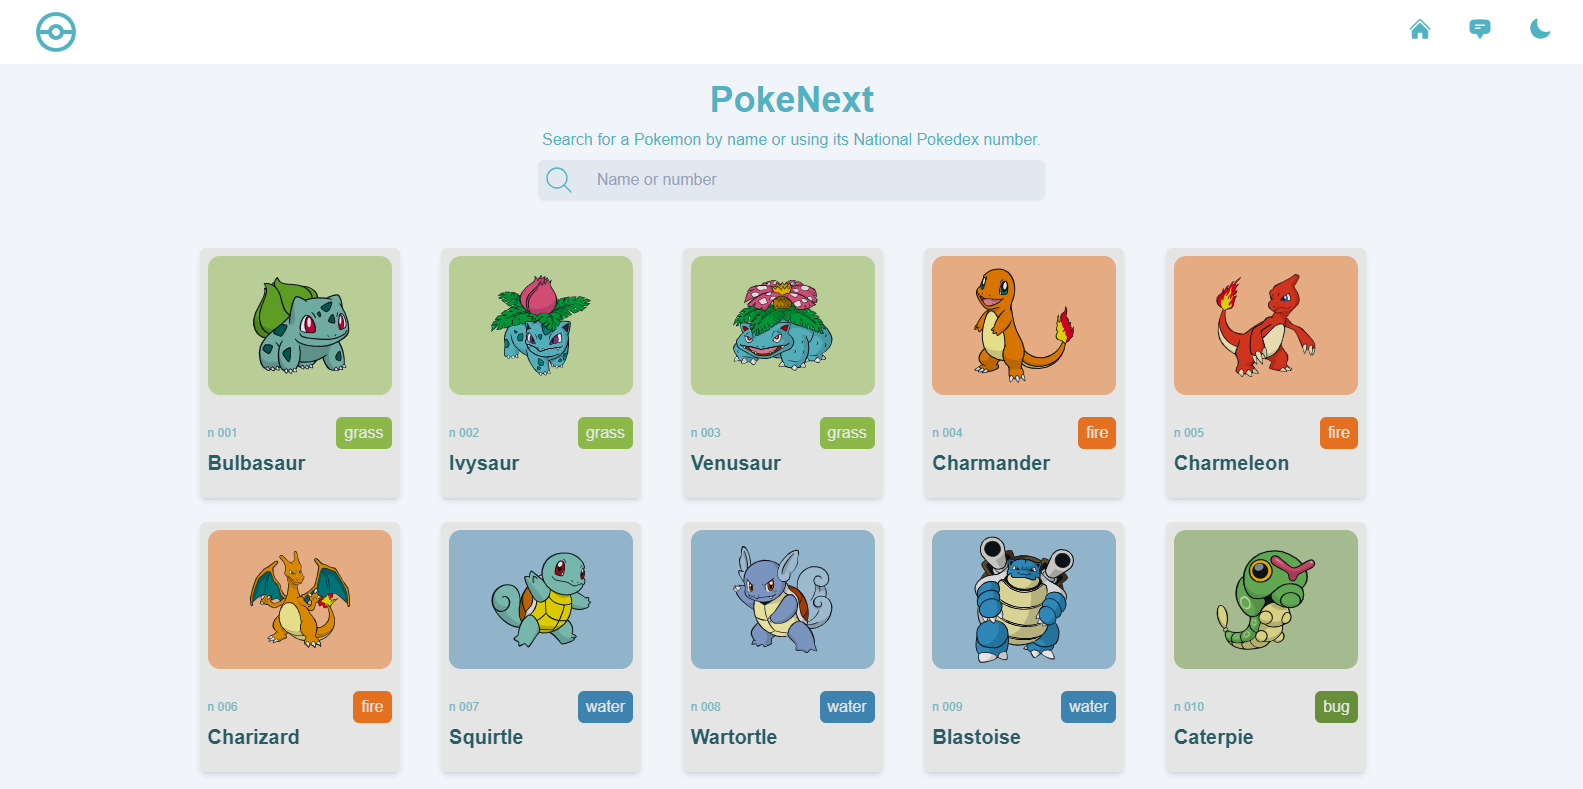 PokeNext
Search for a Pokemon by name or using its National Pokedex number.
Name or number
n 001
grass
Bulbasaur
n 002
grass
Ivysaur
n 003
grass
Venusaur
n 004
fire
Charmander
n 005
fire
Charmeleon
n 006
fire
Charizard
n 007
water
Squirtle
n 008
water
Wartortle
n 009
water
Blastoise
n 010
bug
Caterpie